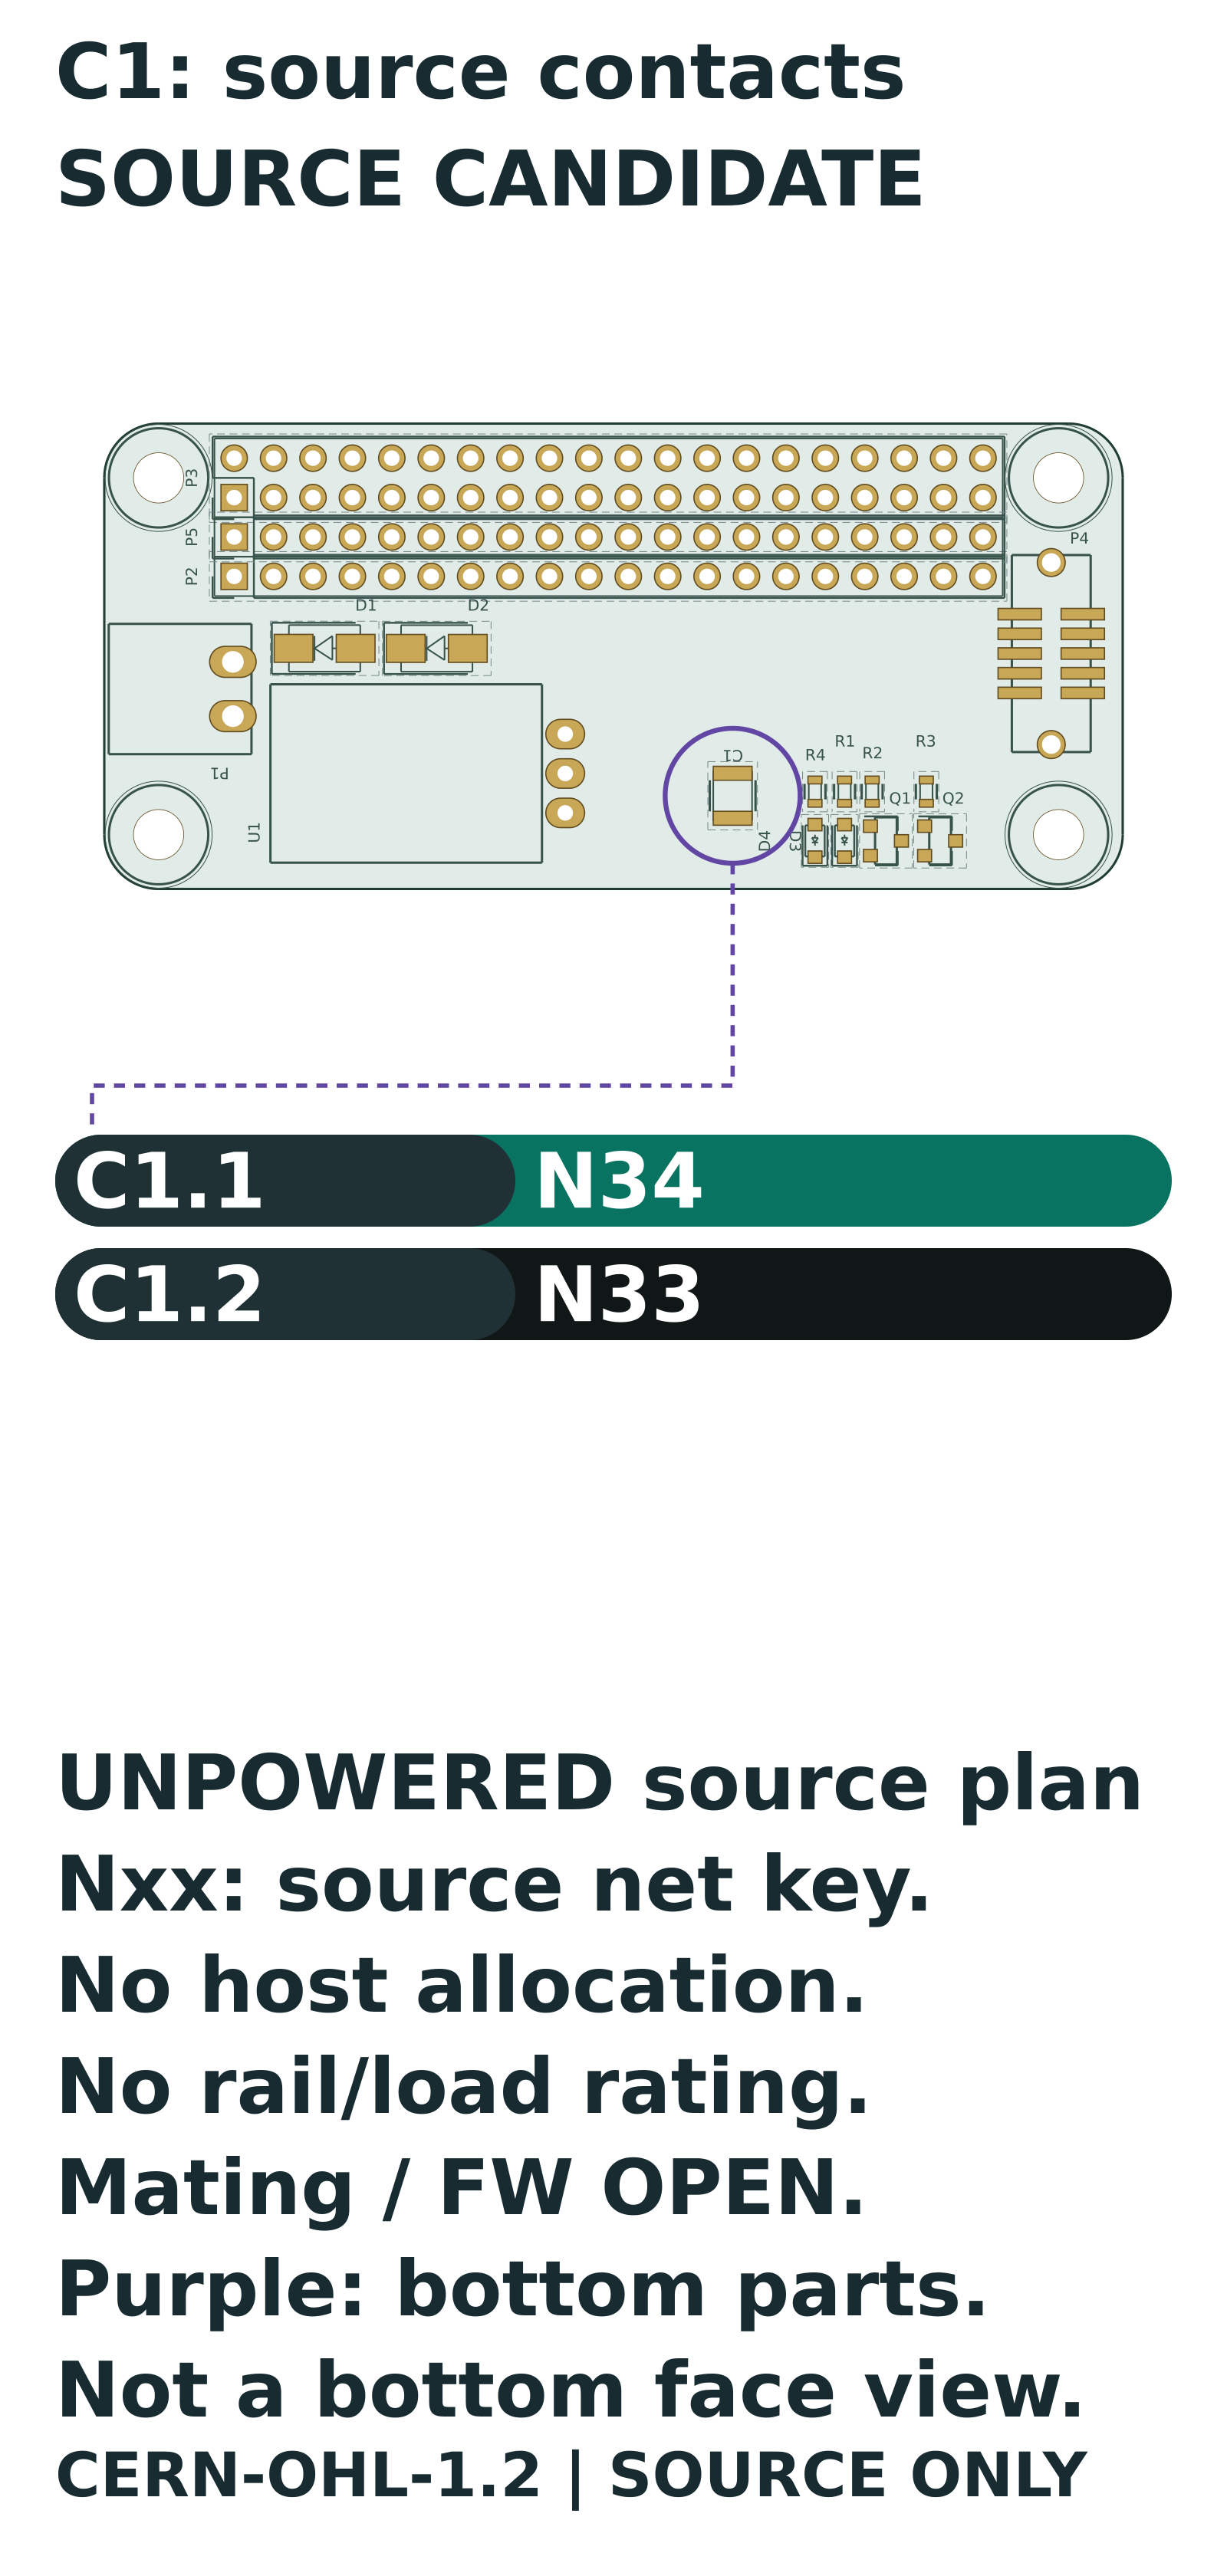 C1: source contacts
SOURCE CANDIDATE
P3
P5
P2
P4
D1 D2
P1
U1
C1
R4 R1 R2 R3
Q1 Q2
D4 D3
C1.1 N34
C1.2 N33
UNPOWERED source plan
Nxx: source net key.
No host allocation.
No rail/load rating.
Mating / FW OPEN.
Purple: bottom parts.
Not a bottom face view.
CERN-OHL-1.2 | SOURCE ONLY